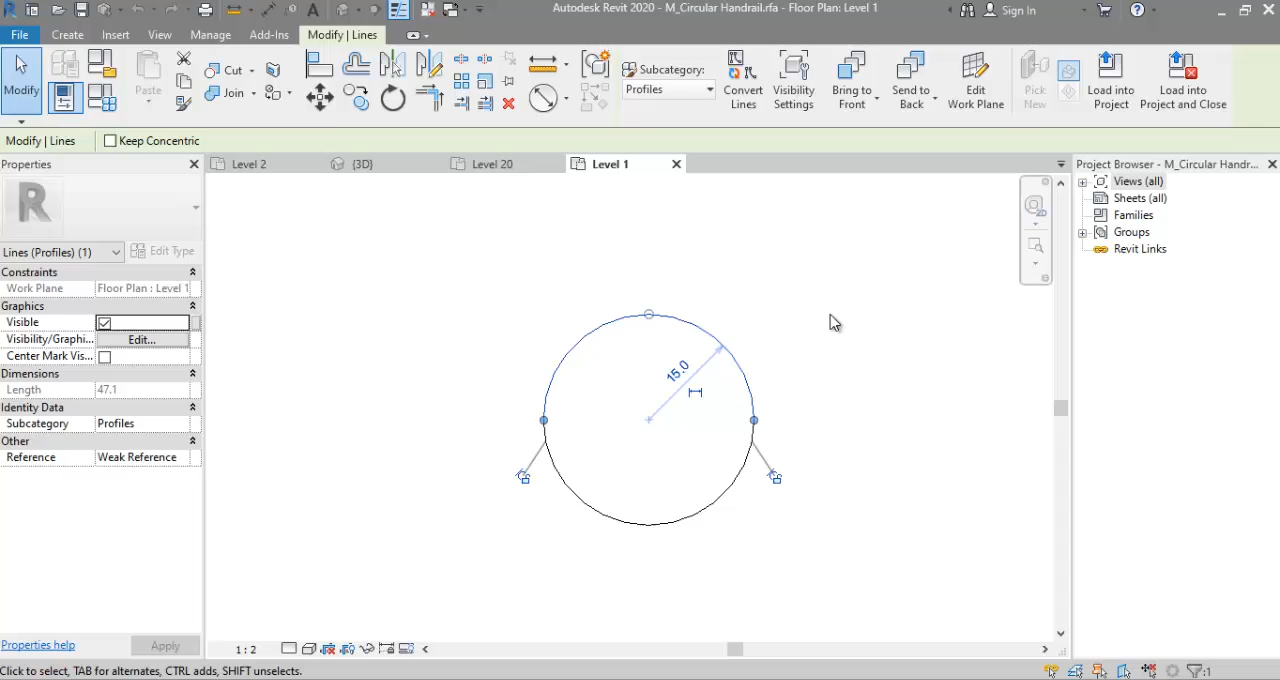 Autodesk Revit 2020 - M_Circular Handrail.rfa - Floor Plan: Level 1
Sign In
File Create Insert View Manage Add-Ins Modify | Lines
Modify
Paste
Cut
Join
Subcategory:
Profiles
Convert Lines
Visibility Settings
Bring to Front
Send to Back
Edit Work Plane
Pick New
Load into Project
Load into Project and Close
Modify | Lines
Keep Concentric
Properties
Level 2
{3D}
Level 20
Level 1
Project Browser - M_Circular Handr...
R
Lines (Profiles) (1)
Edit Type
Constraints
Work Plane Floor Plan : Level 1
Graphics
Visible
Visibility/Graphi... Edit...
Center Mark Vis...
Dimensions
Length 47.1
Identity Data
Subcategory Profiles
Other
Reference Weak Reference
15.0
2D
Views (all)
Sheets (all)
Families
Groups
Revit Links
Properties help
Apply
1 : 2
Click to select, TAB for alternates, CTRL adds, SHIFT unselects.
:1